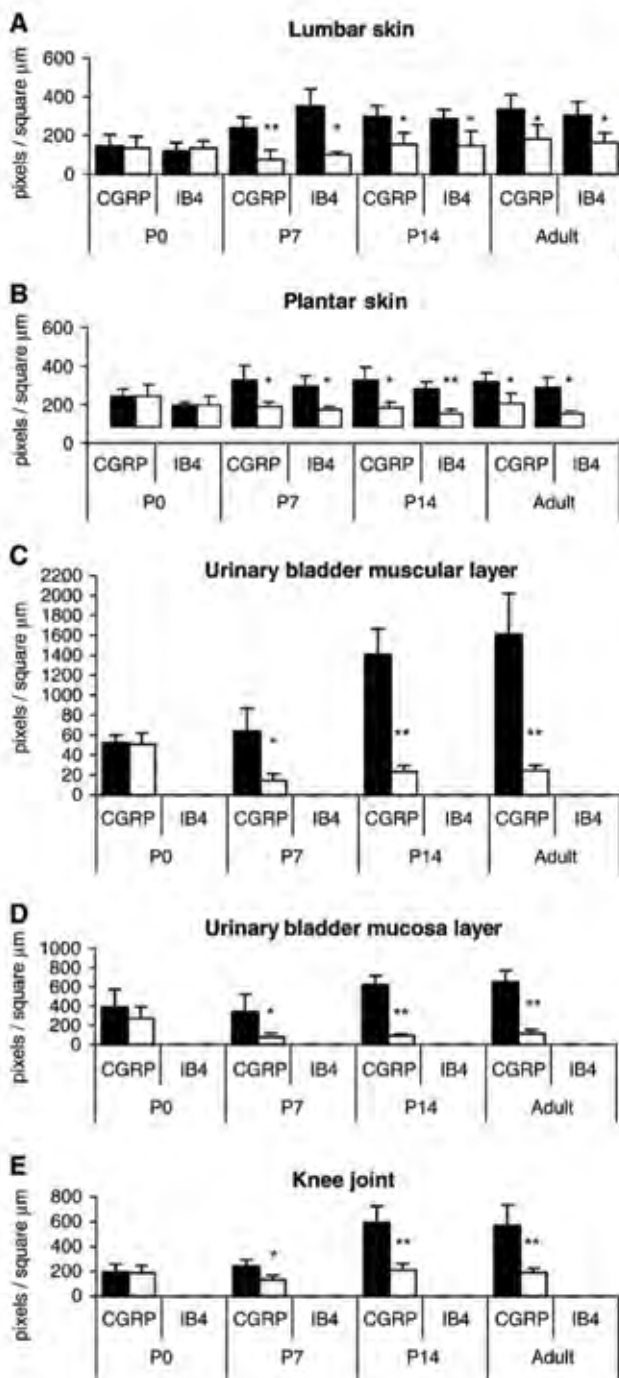 A
Lumbar skin
pixels / square µm
600
400
200
0
** * * * * *
CGRP IB4 CGRP IB4 CGRP IB4 CGRP IB4
P0 P7 P14 Adult
B
Plantar skin
pixels / square µm
600
400
200
0
* * * ** * *
CGRP IB4 CGRP IB4 CGRP IB4 CGRP IB4
P0 P7 P14 Adult
C
Urinary bladder muscular layer
pixels / square µm
2200
2000
1800
1600
1400
1200
1000
80
60
40
20
0
* ** **
CGRP IB4 CGRP IB4 CGRP IB4 CGRP IB4
P0 P7 P14 Adult
D
Urinary bladder mucosa layer
pixels / square µm
1000
800
600
400
200
0
* ** **
CGRP IB4 CGRP IB4 CGRP IB4 CGRP IB4
P0 P7 P14 Adult
E
Knee joint
pixels / square µm
800
600
400
200
0
** **
CGRP IB4 CGRP IB4 CGRP IB4 CGRP IB4
P0 P7 P14 Adult